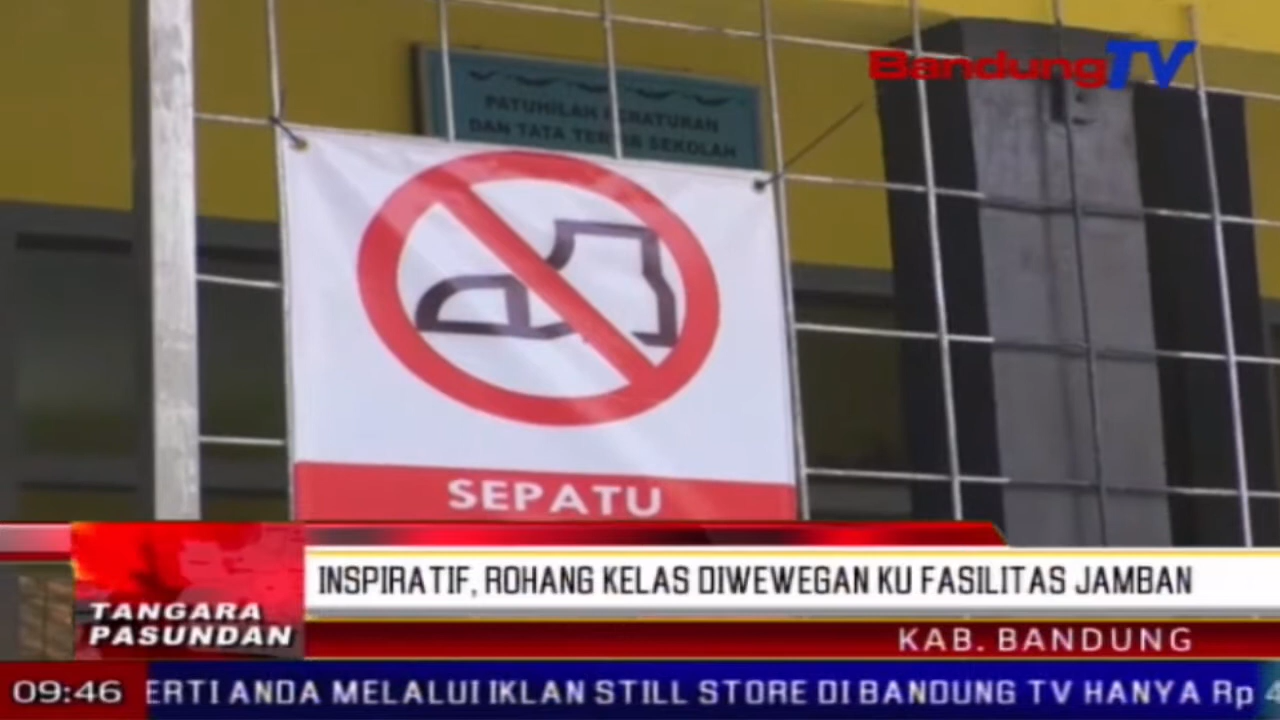 BandungTV
PATUHILAH PERATURAN
DAN TATA TERTIB SEKOLAH
SEPATU
INSPIRATIF, ROHANG KELAS DIWEWEGAN KU FASILITAS JAMBAN
TANGARA
PASUNDAN
KAB. BANDUNG
09:46
ERTI ANDA MELALUI IKLAN STILL STORE DI BANDUNG TV HANYA Rp